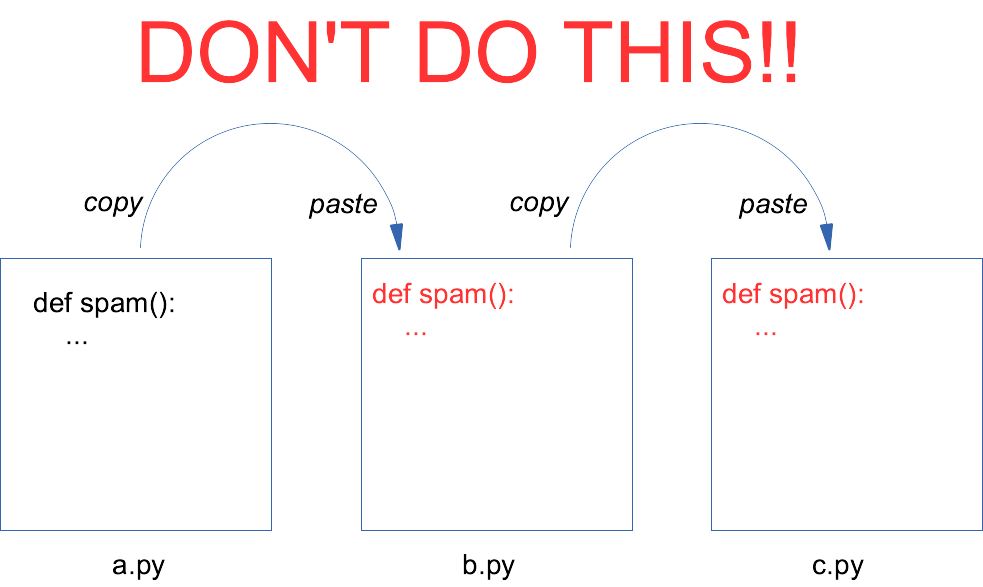 DON'T DO THIS!!
copy
paste
copy
paste
def spam():
...
def spam():
...
def spam():
...
a.py
b.py
c.py